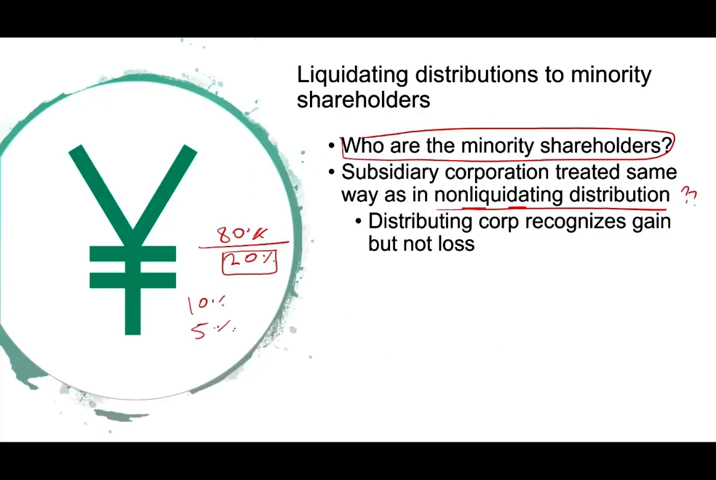 Liquidating distributions to minority
shareholders
• Who are the minority shareholders?
• Subsidiary corporation treated same
way as in nonliquidating distribution ?
• Distributing corp recognizes gain
but not loss
¥
80%
20%
10%
5%